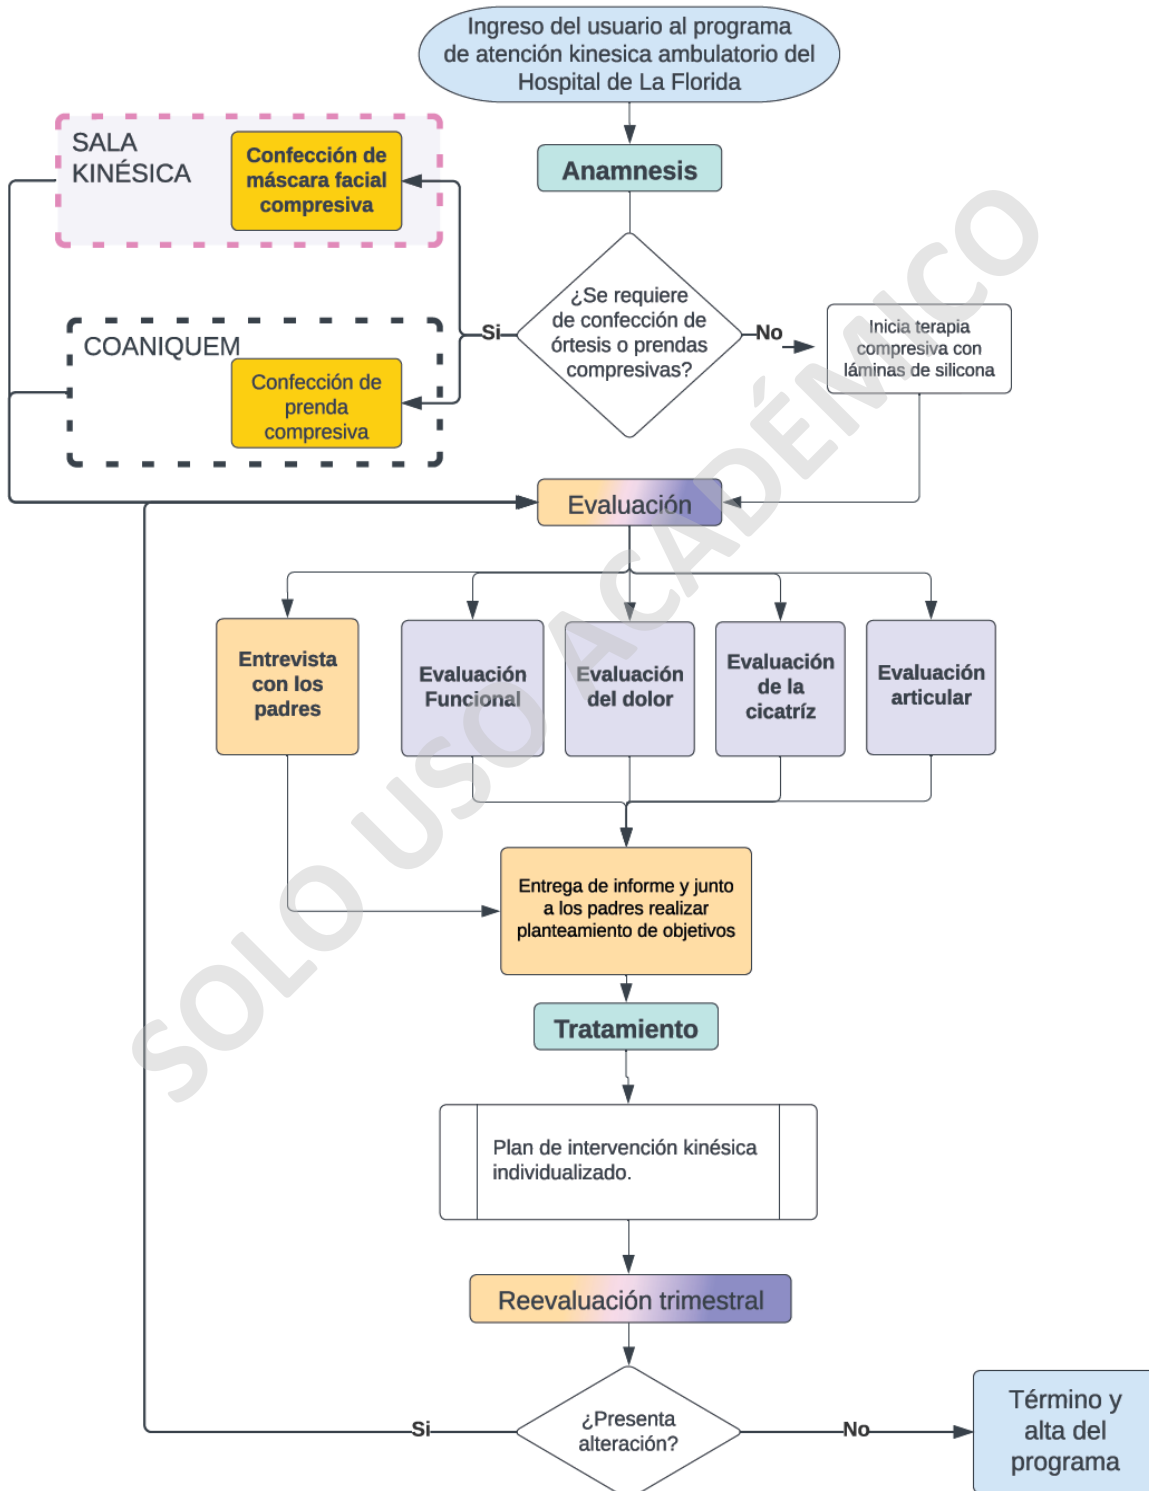 Ingreso del usuario al programa
de atención kinesica ambulatorio del
Hospital de La Florida
SALA
KINÉSICA
Confección de
máscara facial
compresiva
Anamnesis
¿Se requiere
de confección de
órtesis o prendas
compresivas?
Si
No
Inicia terapia
compresiva con
láminas de silicona
COANIQUEM
Confección de
prenda
compresiva
Evaluación
Entrevista
con los
padres
Evaluación
Funcional
Evaluación
del dolor
Evaluación
de la
cicatríz
Evaluación
articular
Entrega de informe y junto
a los padres realizar
planteamiento de objetivos
Tratamiento
Plan de intervención kinésica
individualizado.
Reevaluación trimestral
¿Presenta
alteración?
Si
No
Término y
alta del
programa
SOLO USO ACADÉMICO